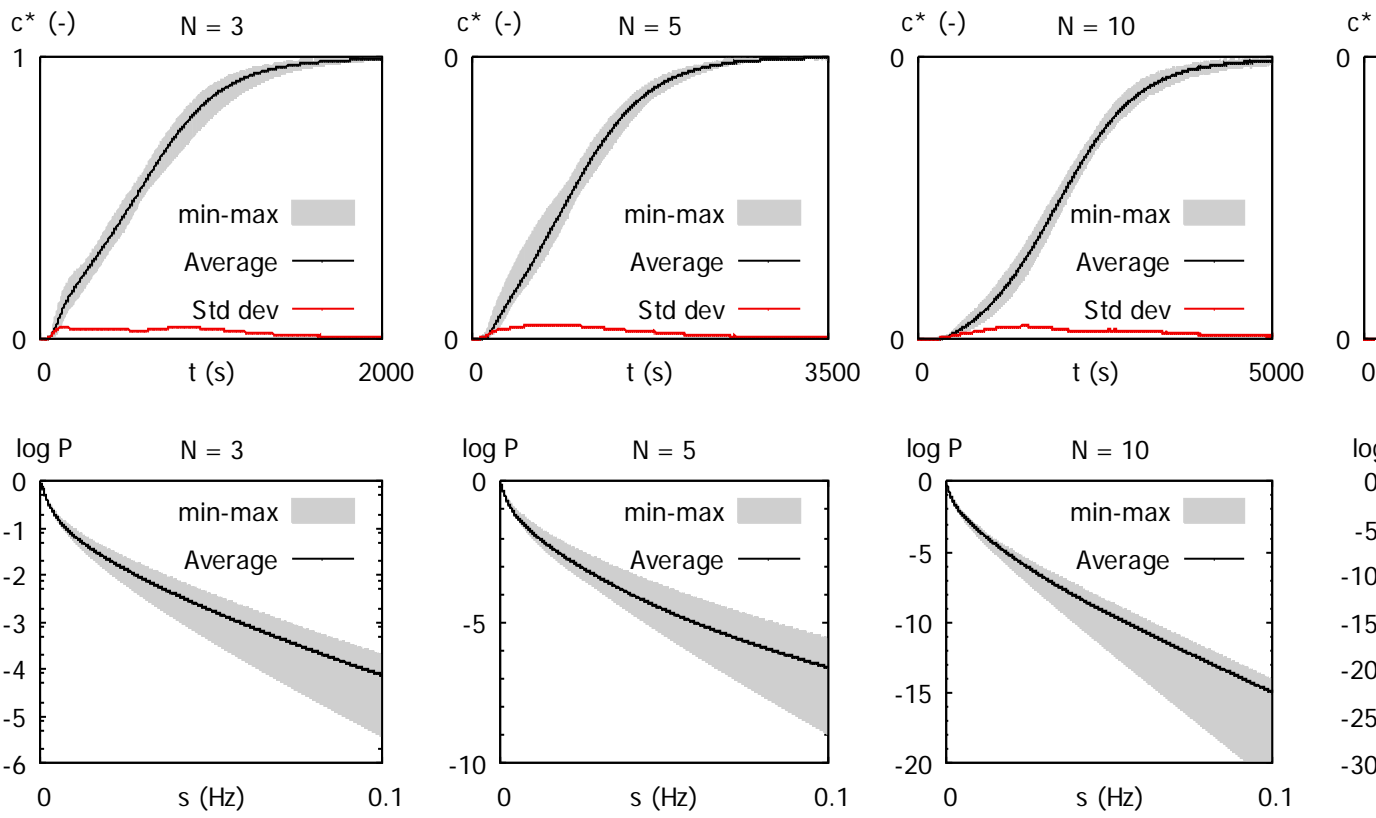 c* (-) N = 3
1
min-max
Average
Std dev
0
0 t (s) 2000
c* (-) N = 5
0
min-max
Average
Std dev
0
0 t (s) 3500
c* (-) N = 10
0
min-max
Average
Std dev
0
0 t (s) 5000
c*
0
0
0
log P N = 3
0
min-max
-1
Average
-2
-3
-4
-5
-6
0 s (Hz) 0.1
log P N = 5
0
min-max
Average
-5
-10
0 s (Hz) 0.1
log P N = 10
0
min-max
-5
Average
-10
-15
-20
0 s (Hz) 0.1
log
0
-5
-10
-15
-20
-25
-30